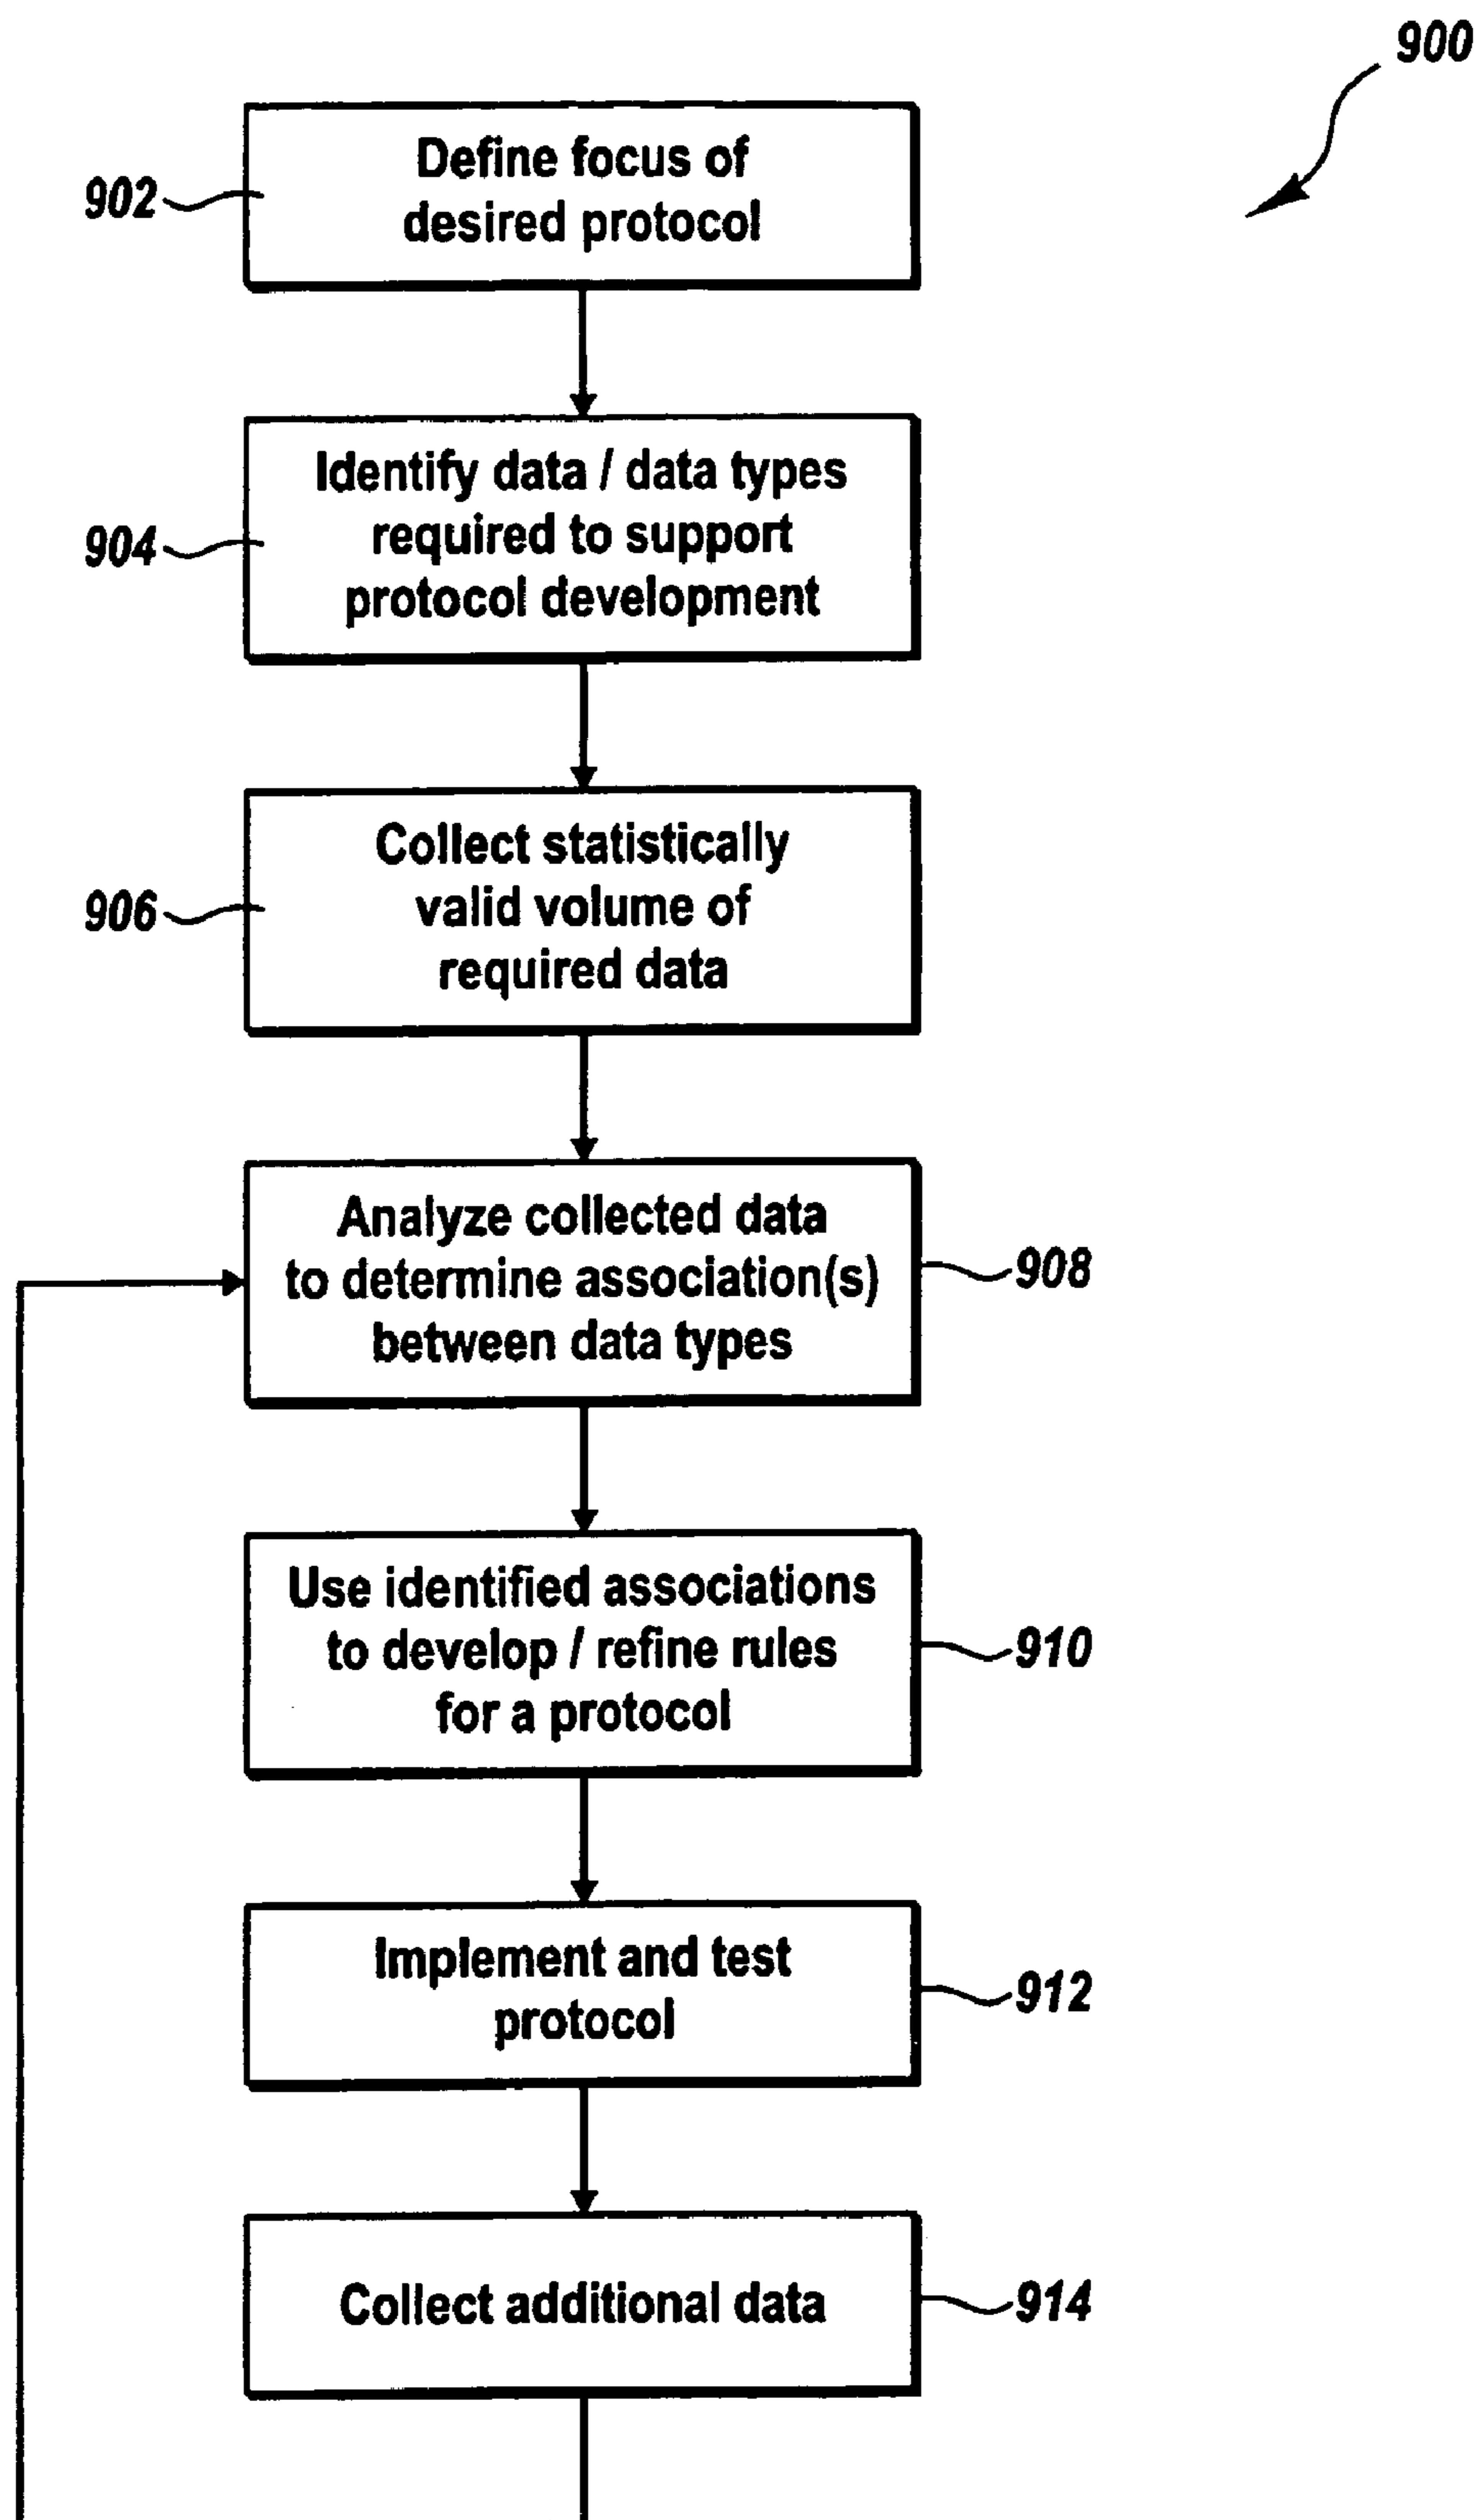 900
Define focus of
desired protocol
902
Identify data / data types
required to support
protocol development
904
Collect statistically
valid volume of
required data
906
Analyze collected data
to determine association(s)
between data types
908
Use identified associations
to develop / refine rules
for a protocol
910
Implement and test
protocol
912
Collect additional data
914